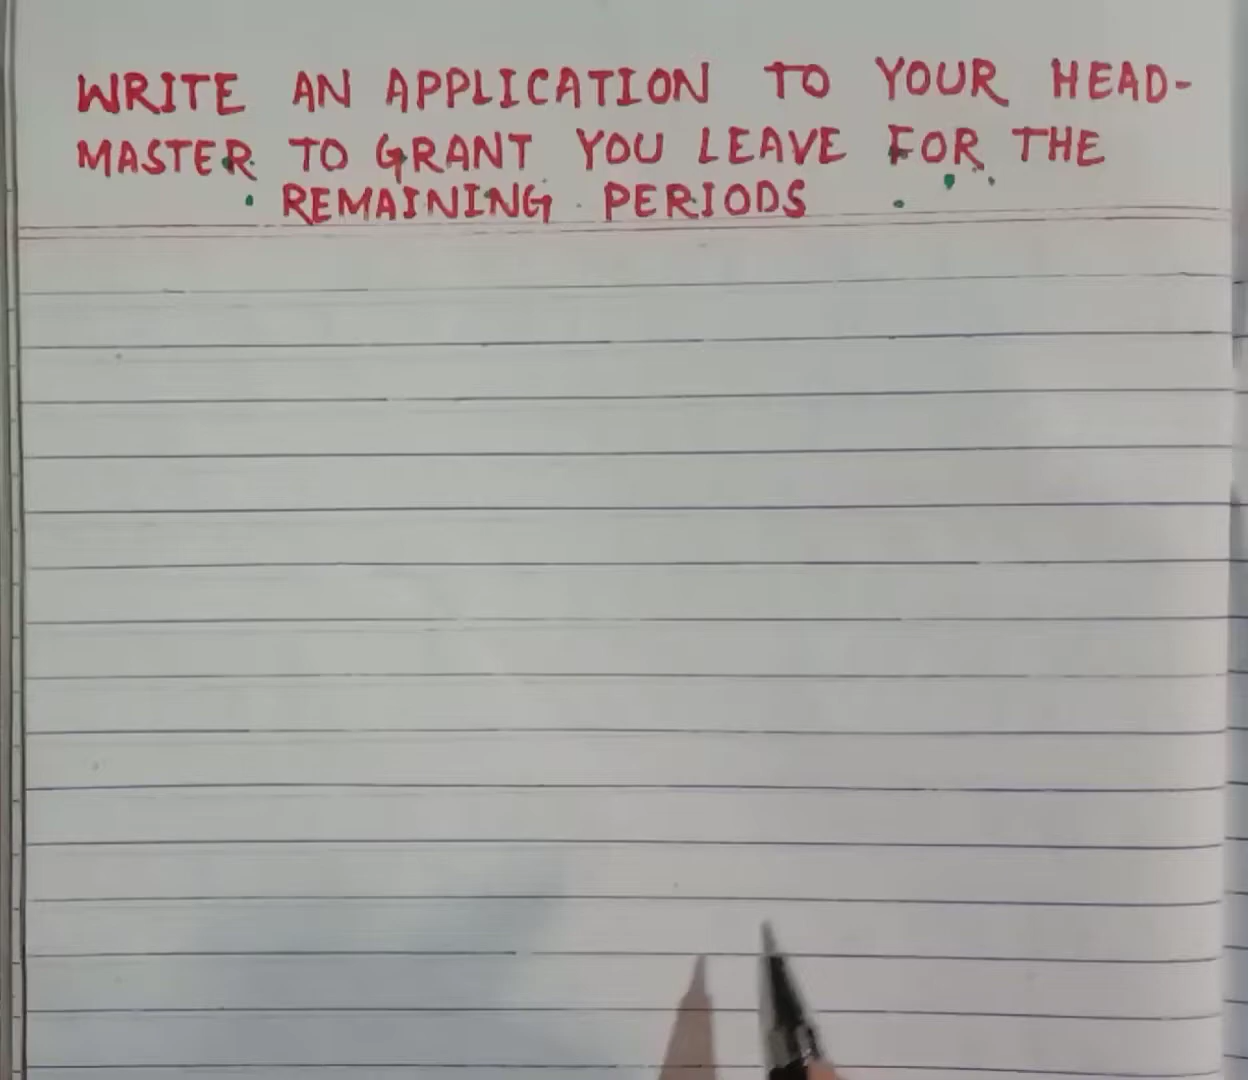 WRITE AN APPLICATION TO YOUR HEAD-
MASTER TO GRANT YOU LEAVE FOR THE
REMAINING PERIODS